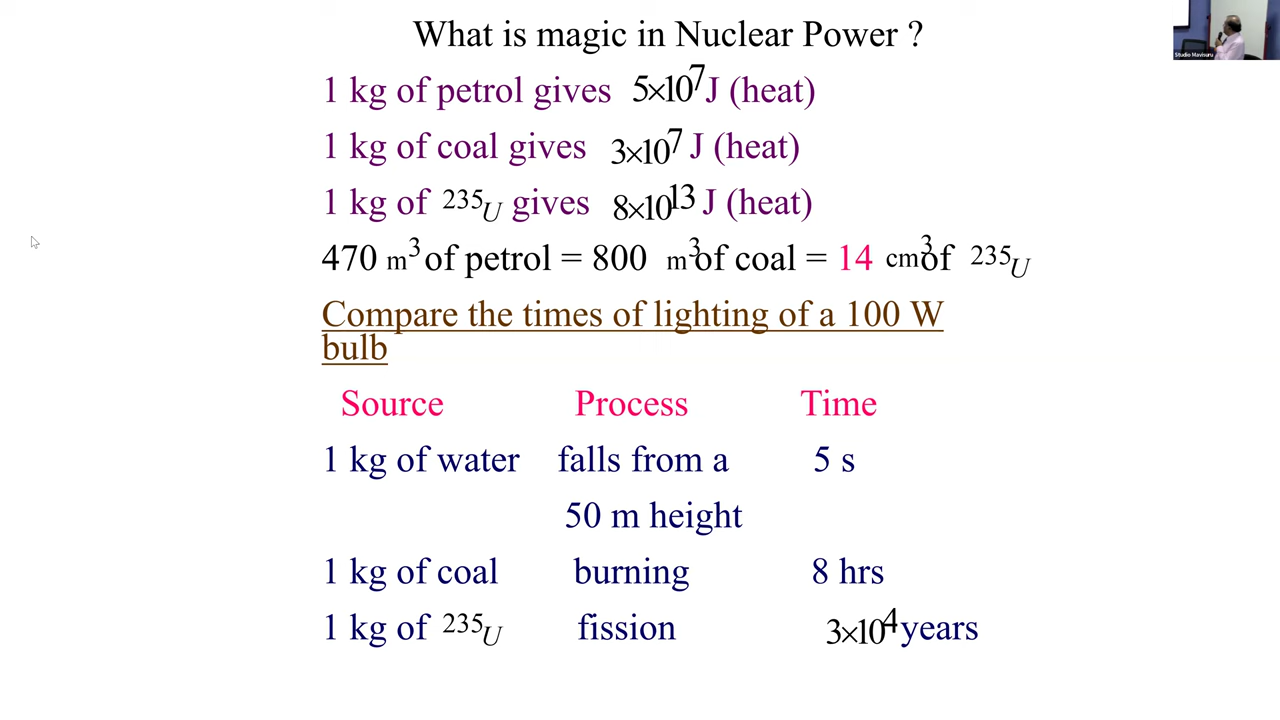 What is magic in Nuclear Power ?
Studio Mavisuru
1 kg of petrol gives 5×10⁷ J (heat)
1 kg of coal gives 3×10⁷ J (heat)
1 kg of ²³⁵U gives 8×10¹³ J (heat)
470 m³ of petrol = 800 m³ of coal = 14 cm³ of ²³⁵U
Compare the times of lighting of a 100 W
bulb
Source Process Time
1 kg of water falls from a 5 s
50 m height
1 kg of coal burning 8 hrs
1 kg of ²³⁵U fission 3×10⁴ years